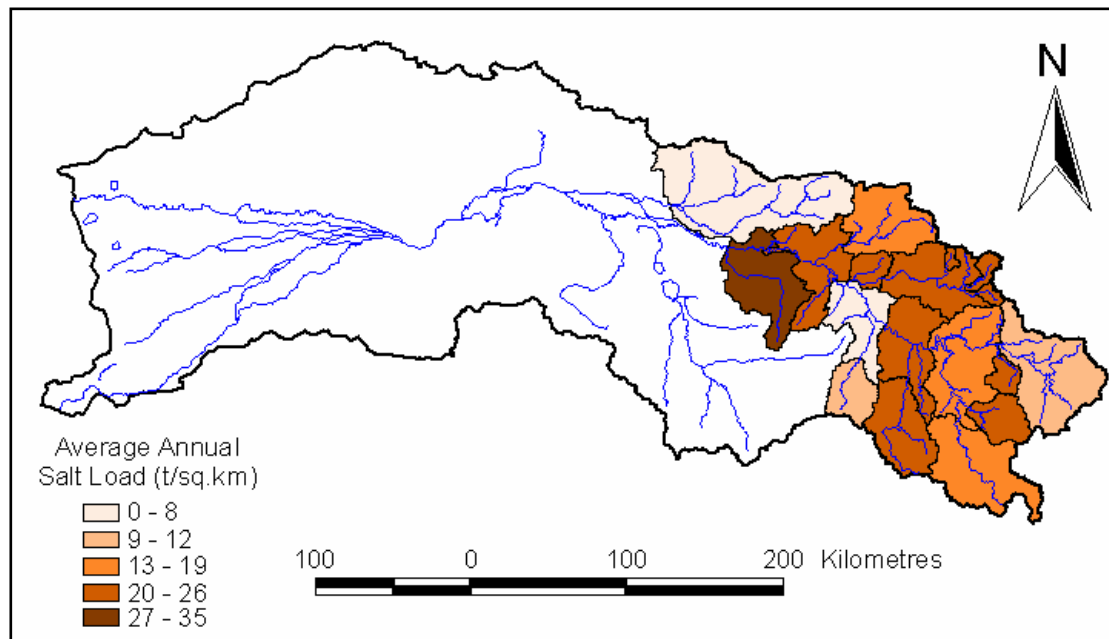 N
Average Annual
Salt Load (t/sq.km)
0 - 8
9 - 12
13 - 19
20 - 26
27 - 35
100 0 100 200 Kilometres